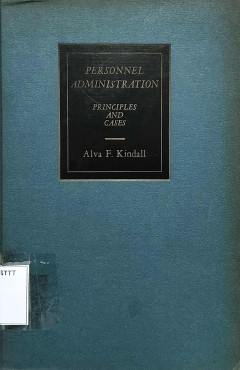 PERSONNEL
ADMINISTRATION
PRINCIPLES
AND
CASES
Alva F. Kindall